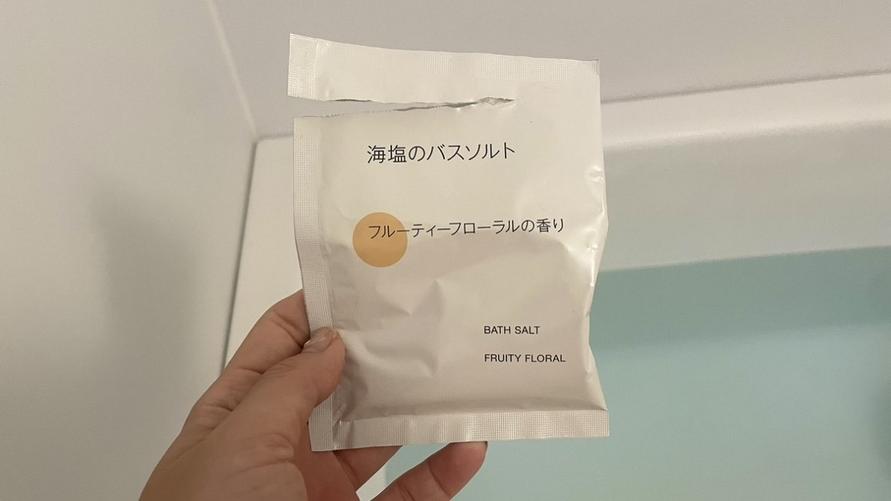 海塩のバスソルト
フルーティーフローラルの香り
BATH SALT
FRUITY FLORAL